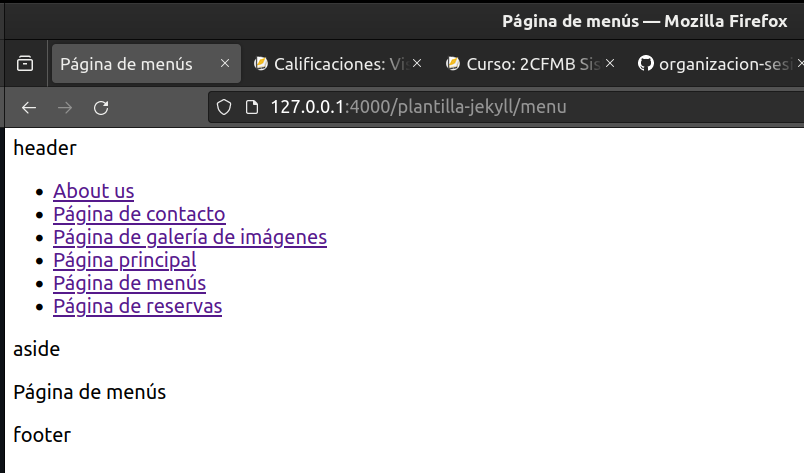 Página de menús — Mozilla Firefox
Página de menús
Calificaciones: Vis
Curso: 2CFMB Sis
organizacion-sesi
127.0.0.1:4000/plantilla-jekyll/menu
header
About us
Página de contacto
Página de galería de imágenes
Página principal
Página de menús
Página de reservas
aside
Página de menús
footer